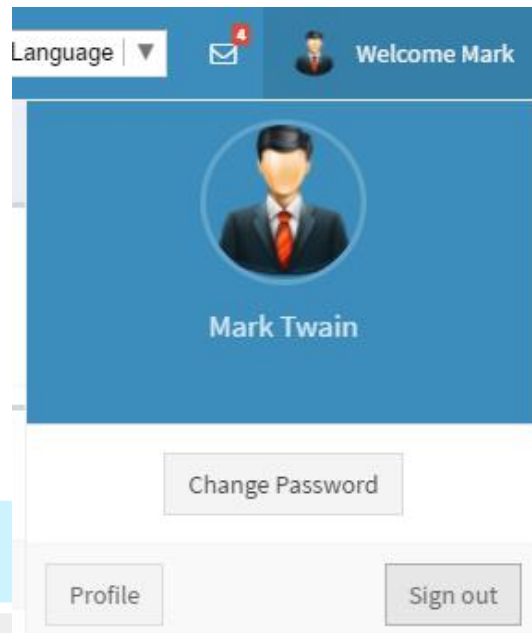 Language ▼ 4 Welcome Mark
Mark Twain
Change Password
Profile Sign out